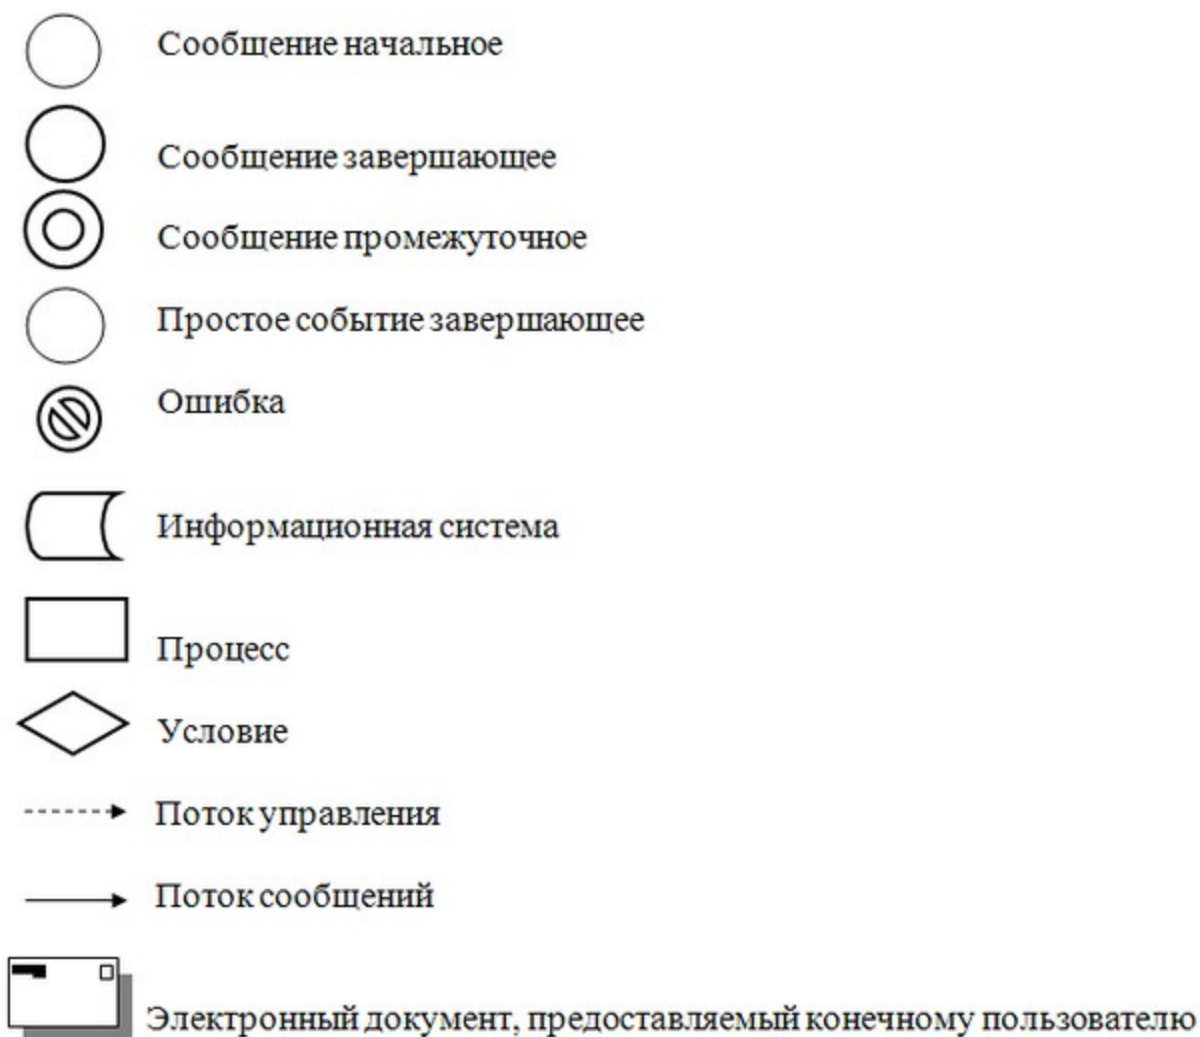 Сообщение начальное
Сообщение завершающее
Сообщение промежуточное
Простое событие завершающее
Ошибка
Информационная система
Процесс
Условие
Поток управления
Поток сообщений
Электронный документ, предоставляемый конечному пользователю